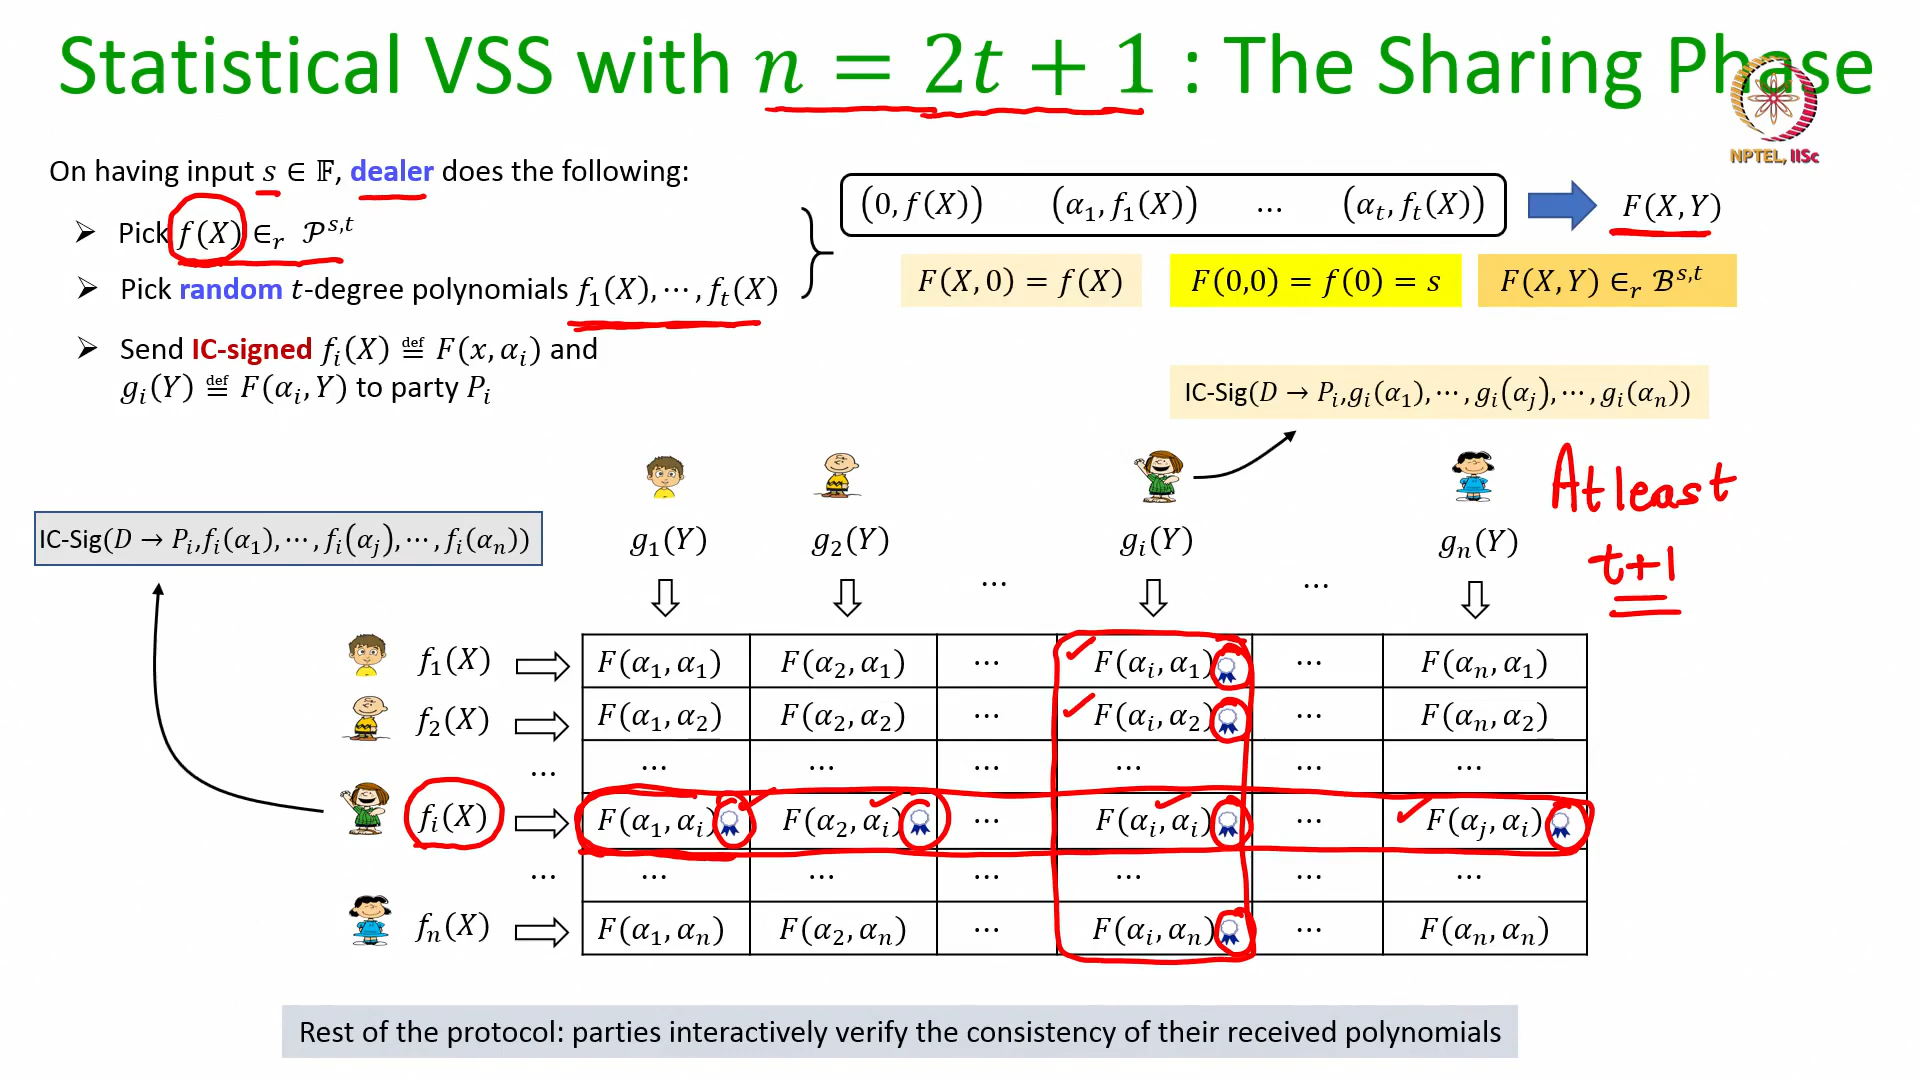 Statistical VSS with n = 2t + 1 : The Sharing Phase
NPTEL, IISc
On having input s ∈ 𝔽, dealer does the following:
➢ Pick f(X) ∈ᵣ 𝒫^{s,t}
➢ Pick random t-degree polynomials f₁(X), ⋯, fₜ(X)
➢ Send IC-signed fᵢ(X) ≝ F(x, αᵢ) and
gᵢ(Y) ≝ F(αᵢ, Y) to party Pᵢ
(0, f(X)) (α₁, f₁(X)) … (αₜ, fₜ(X)) F(X, Y)
F(X, 0) = f(X) F(0,0) = f(0) = s F(X, Y) ∈ᵣ ℬ^{s,t}
IC-Sig(D → Pᵢ,gᵢ(α₁), ⋯, gᵢ(αⱼ), ⋯, gᵢ(αₙ))
At least
t+1
IC-Sig(D → Pᵢ,fᵢ(α₁), ⋯, fᵢ(αⱼ), ⋯, fᵢ(αₙ))
g₁(Y) g₂(Y) … gᵢ(Y) … gₙ(Y)
f₁(X) F(α₁, α₁) F(α₂, α₁) … F(αᵢ, α₁) … F(αₙ, α₁)
f₂(X) F(α₁, α₂) F(α₂, α₂) … F(αᵢ, α₂) … F(αₙ, α₂)
… … … … … … …
fᵢ(X) F(α₁, αᵢ) F(α₂, αᵢ) … F(αᵢ, αᵢ) … F(αⱼ, αᵢ)
… … … … … … …
fₙ(X) F(α₁, αₙ) F(α₂, αₙ) … F(αᵢ, αₙ) … F(αₙ, αₙ)
Rest of the protocol: parties interactively verify the consistency of their received polynomials